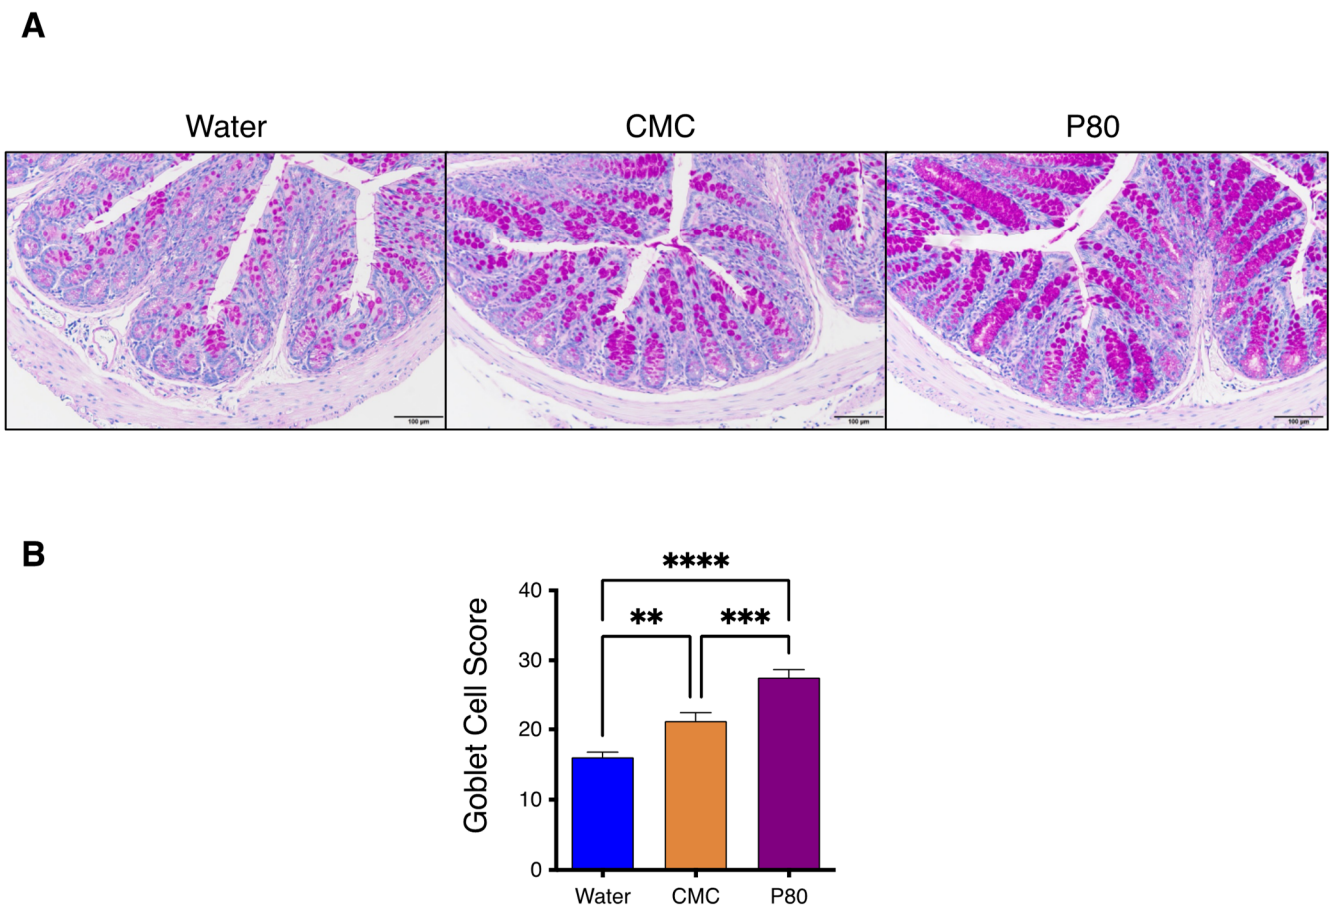 A
Water CMC P80
100 µm 100 µm 100 µm
B
****
** ***
Goblet Cell Score
40
30
20
10
0
Water CMC P80